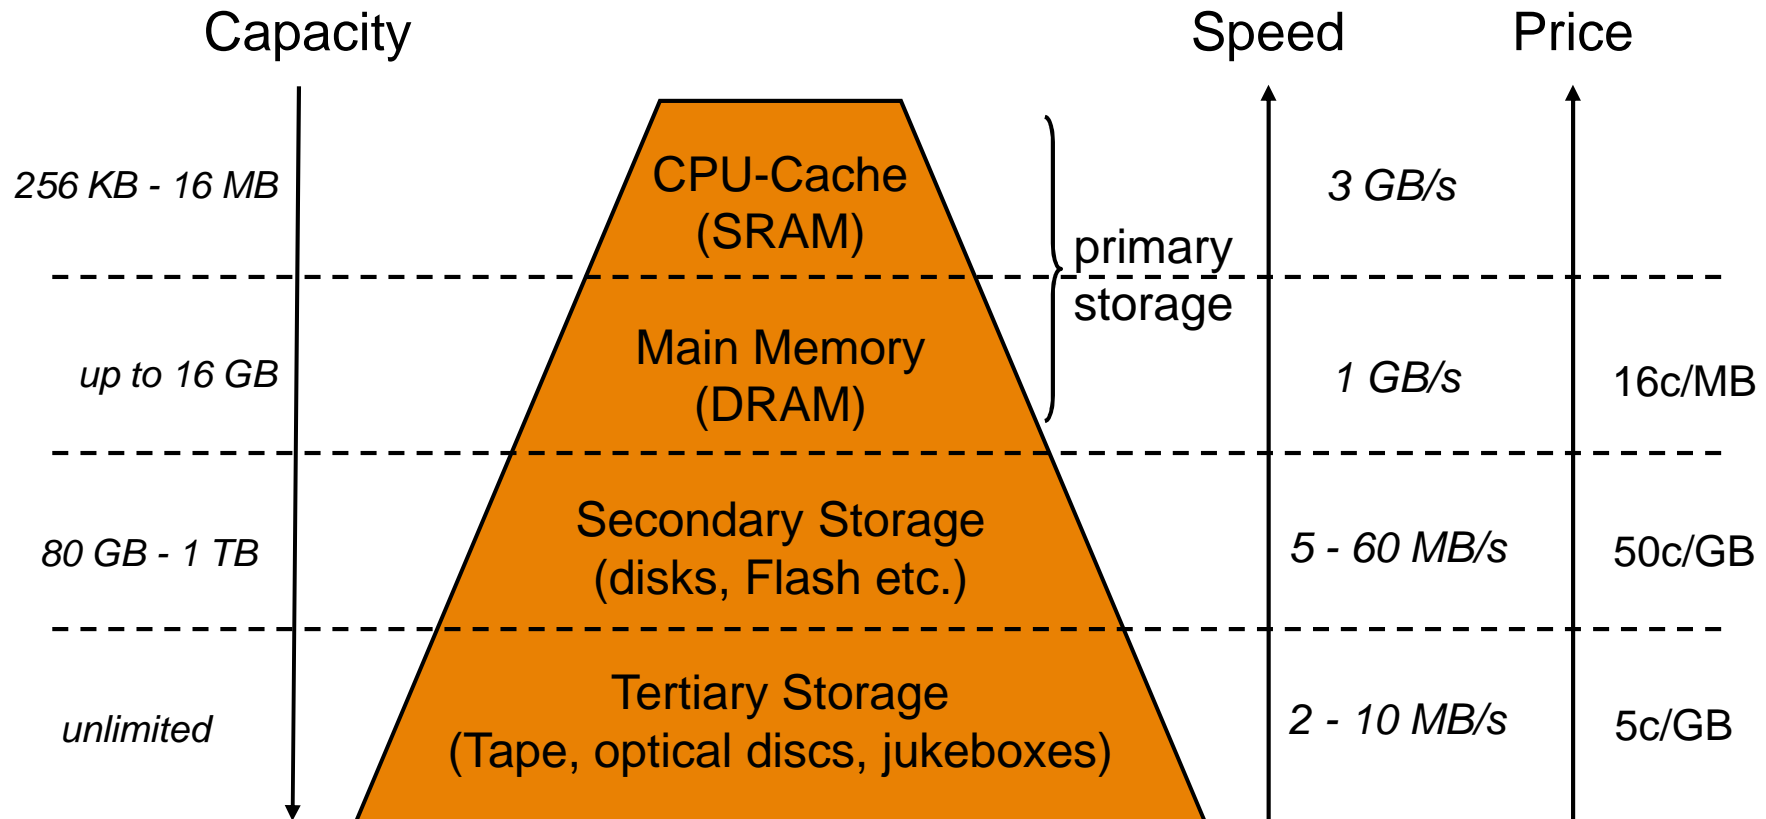 Capacity
Speed
Price
256 KB - 16 MB
CPU-Cache
(SRAM)
3 GB/s
primary
storage
up to 16 GB
Main Memory
(DRAM)
1 GB/s
16c/MB
80 GB - 1 TB
Secondary Storage
(disks, Flash etc.)
5 - 60 MB/s
50c/GB
unlimited
Tertiary Storage
(Tape, optical discs, jukeboxes)
2 - 10 MB/s
5c/GB